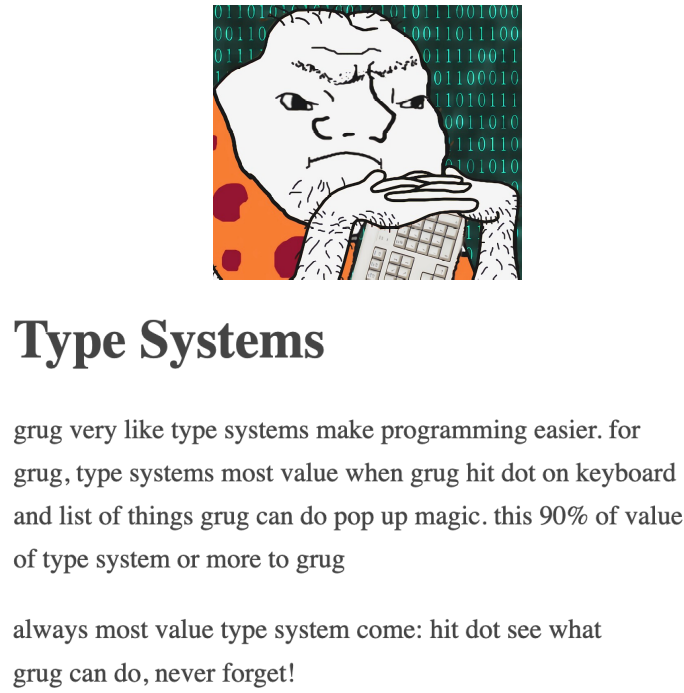 Type Systems
grug very like type systems make programming easier. for
grug, type systems most value when grug hit dot on keyboard
and list of things grug can do pop up magic. this 90% of value
of type system or more to grug
always most value type system come: hit dot see what
grug can do, never forget!